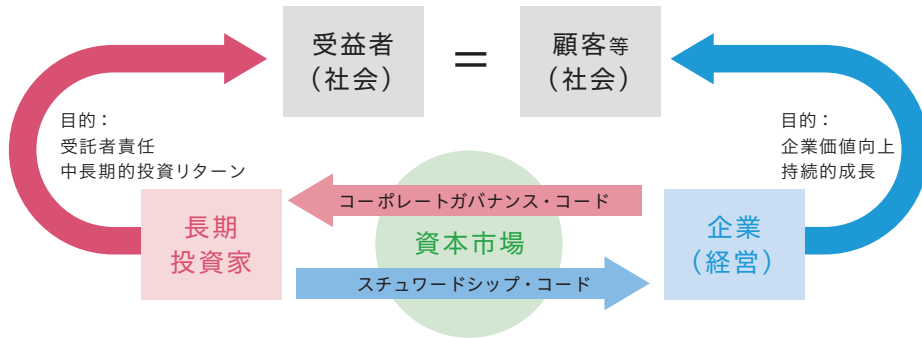 受益者
（社会）
＝
顧客等
（社会）
目的：
受託者責任
中長期的投資リターン
目的：
企業価値向上
持続的成長
コーポレートガバナンス・コード
長期
投資家
資本市場
企業
（経営）
スチュワードシップ・コード